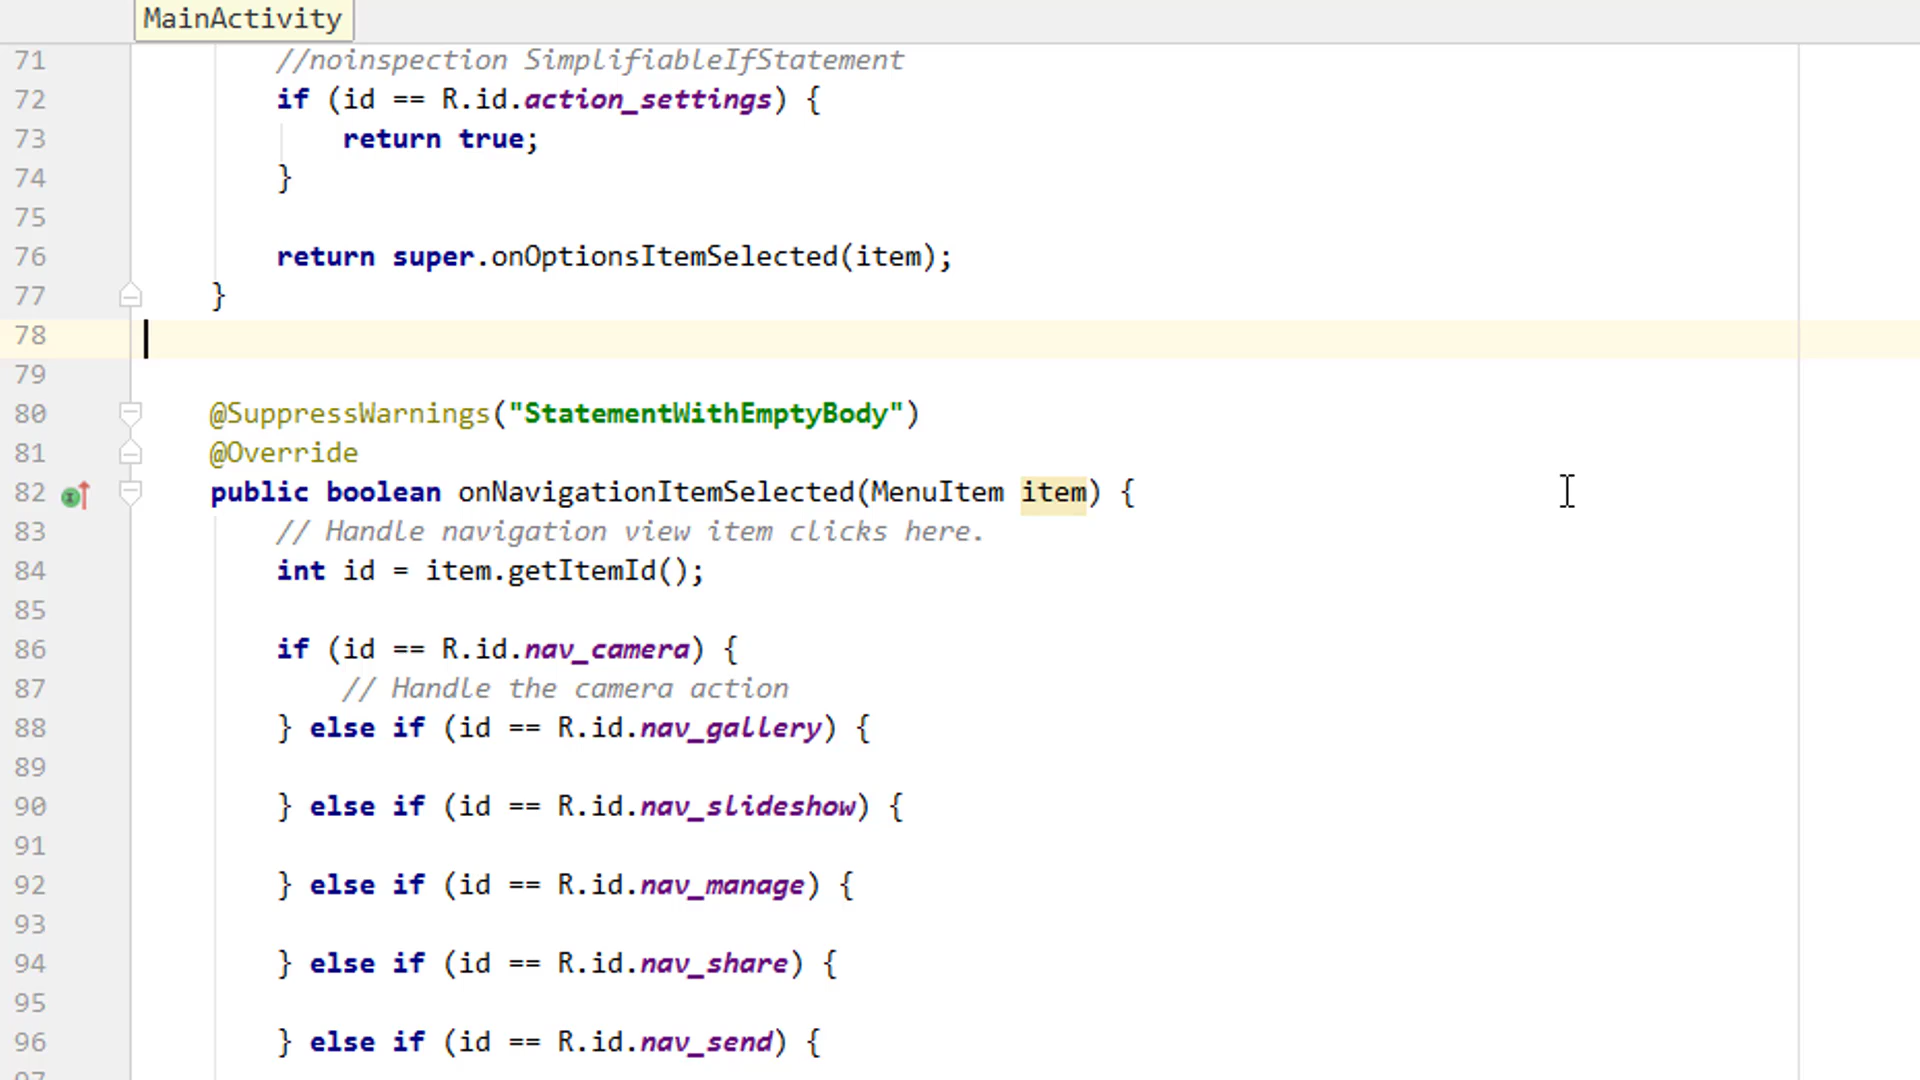 MainActivity
71 //noinspection SimplifiableIfStatement
72 if (id == R.id.action_settings) {
73 return true;
74 }
75
76 return super.onOptionsItemSelected(item);
77 }
78
79
80 @SuppressWarnings("StatementWithEmptyBody")
81 @Override
82 public boolean onNavigationItemSelected(MenuItem item) {
83 // Handle navigation view item clicks here.
84 int id = item.getItemId();
85
86 if (id == R.id.nav_camera) {
87 // Handle the camera action
88 } else if (id == R.id.nav_gallery) {
89
90 } else if (id == R.id.nav_slideshow) {
91
92 } else if (id == R.id.nav_manage) {
93
94 } else if (id == R.id.nav_share) {
95
96 } else if (id == R.id.nav_send) {
97